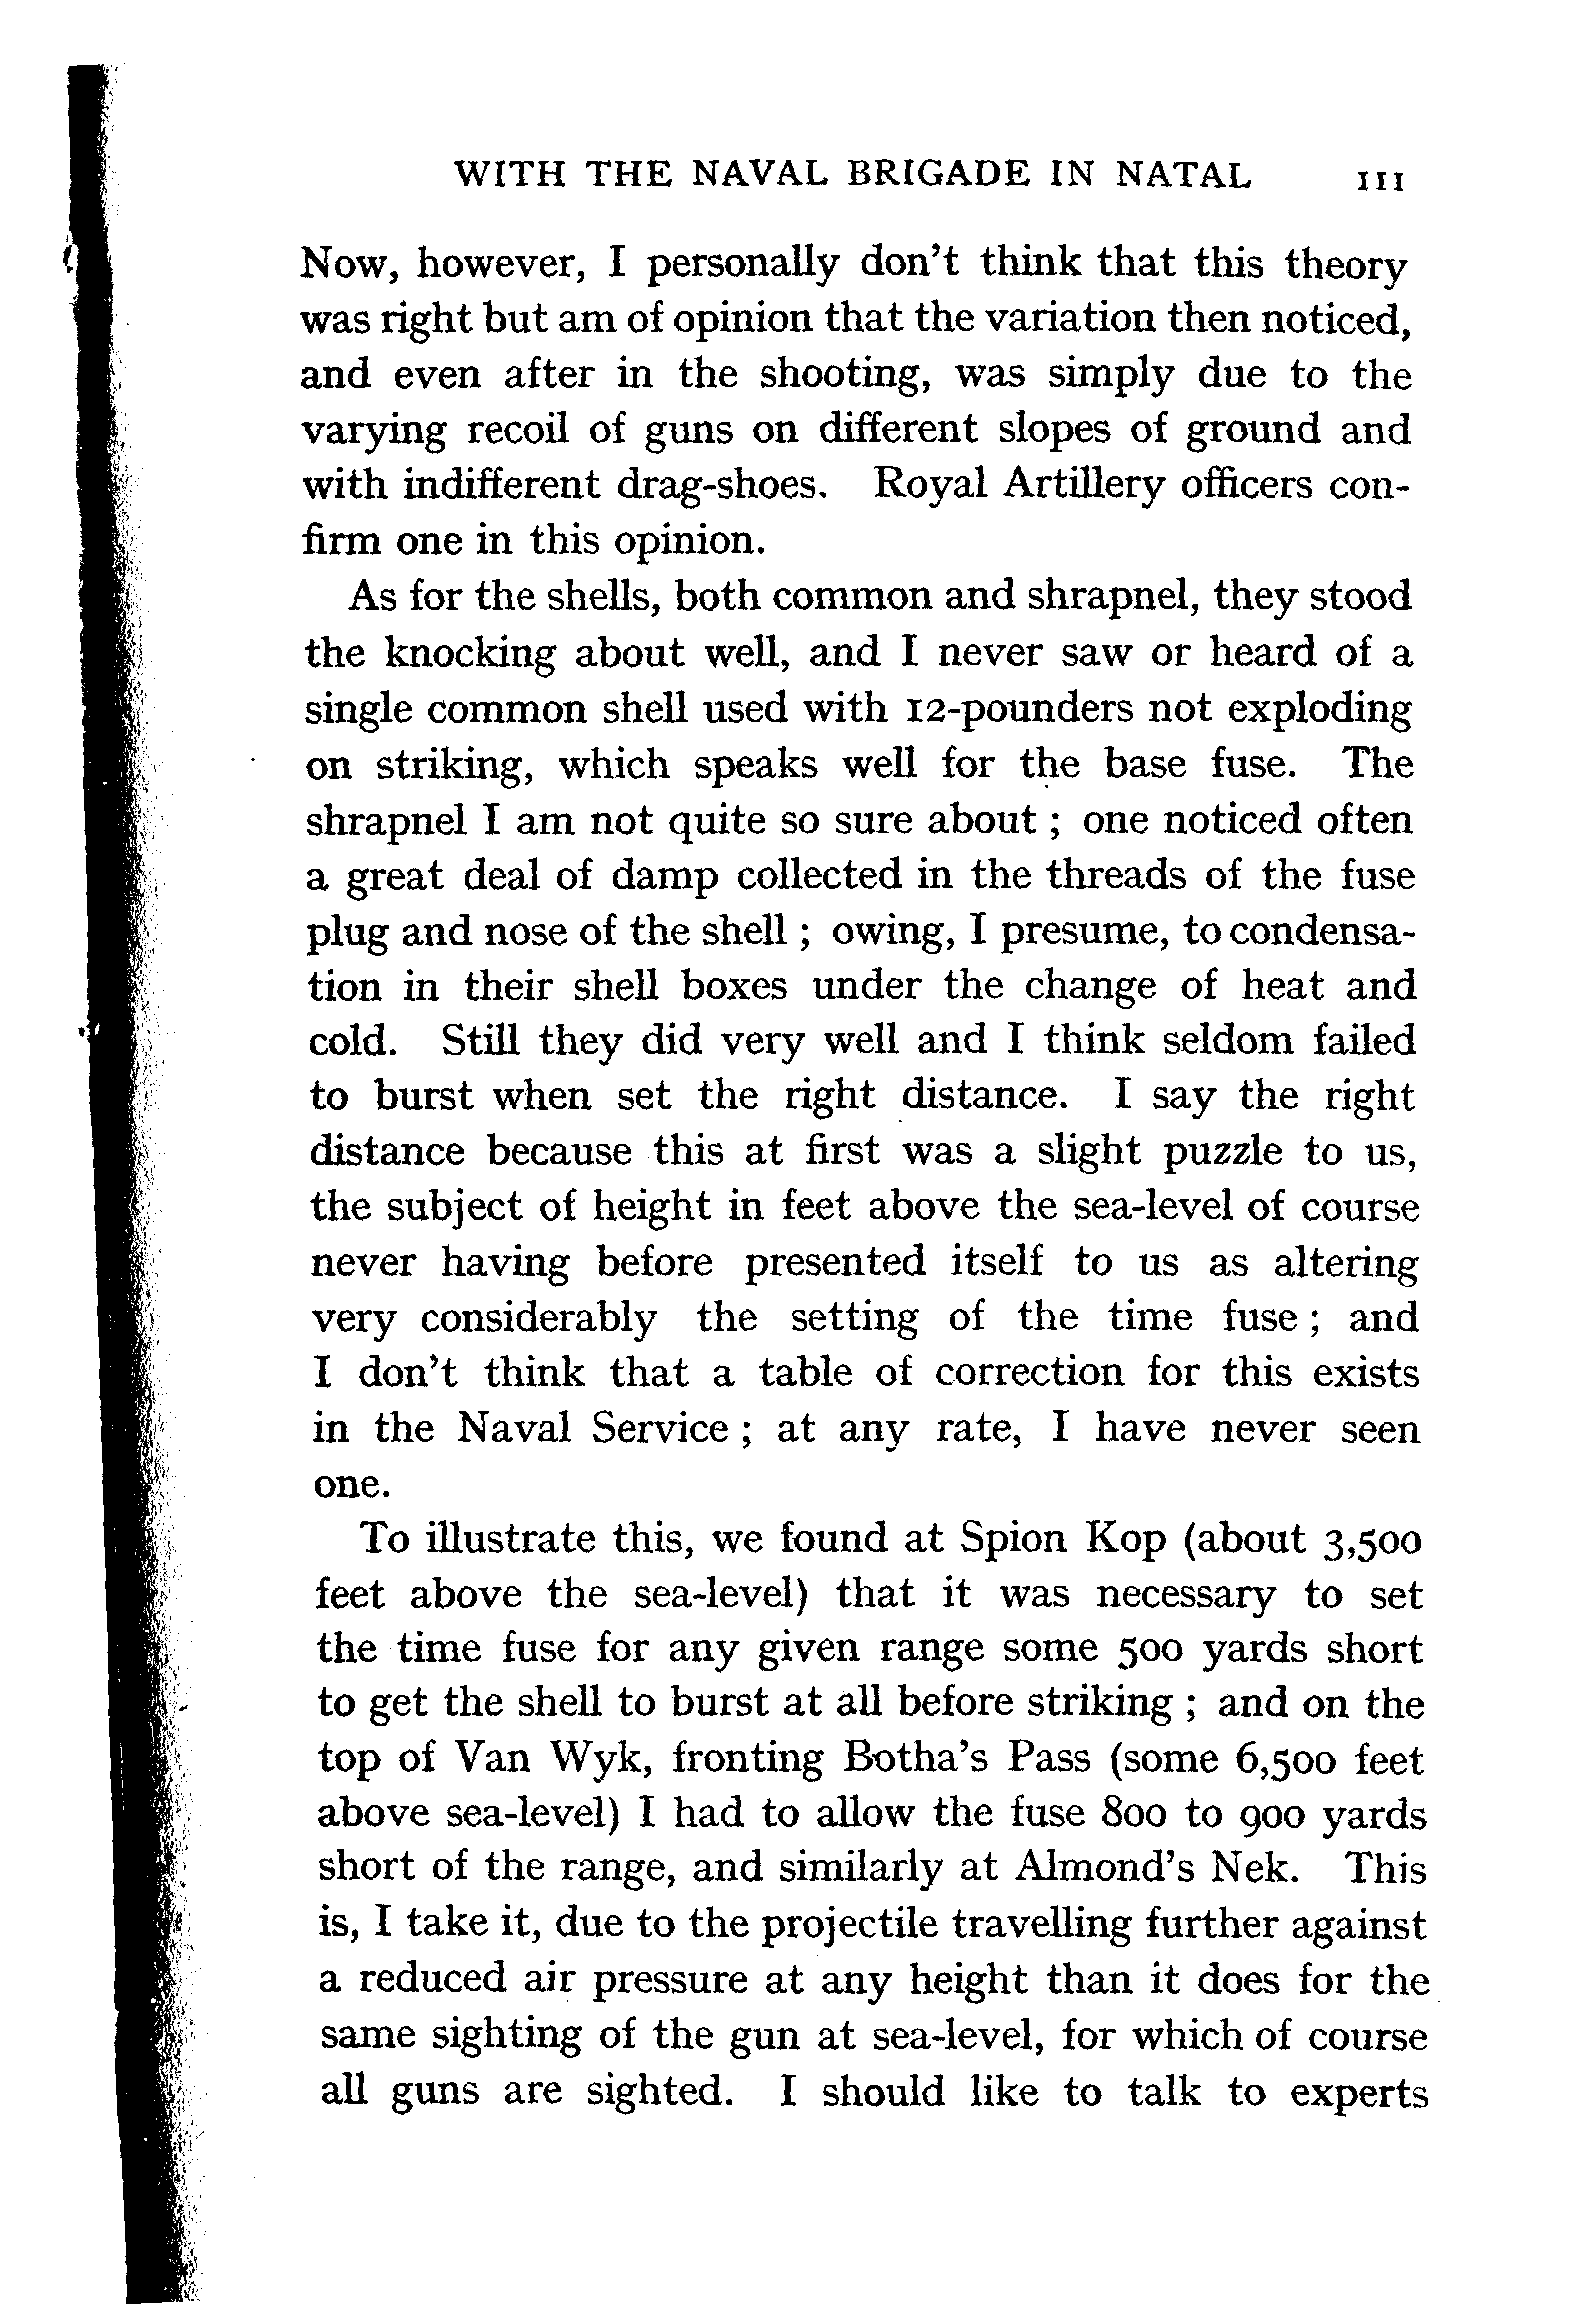 WITH THE NAVAL BRIGADE IN NATAL 111
Now, however, I personally don't think that this theory
was right but am of opinion that the variation then noticed,
and even after in the shooting, was simply due to the
varying recoil of guns on different slopes of ground and
with indifferent drag-shoes. Royal Artillery officers con-
firm one in this opinion.
As for the shells, both common and shrapnel, they stood
the knocking about well, and I never saw or heard of a
single common shell used with 12-pounders not exploding
on striking, which speaks well for the base fuse. The
shrapnel I am not quite so sure about ; one noticed often
a great deal of damp collected in the threads of the fuse
plug and nose of the shell ; owing, I presume, to condensa-
tion in their shell boxes under the change of heat and
cold. Still they did very well and I think seldom failed
to burst when set the right distance. I say the right
distance because this at first was a slight puzzle to us,
the subject of height in feet above the sea-level of course
never having before presented itself to us as altering
very considerably the setting of the time fuse ; and
I don't think that a table of correction for this exists
in the Naval Service ; at any rate, I have never seen
one.
To illustrate this, we found at Spion Kop (about 3,500
feet above the sea-level) that it was necessary to set
the time fuse for any given range some 500 yards short
to get the shell to burst at all before striking ; and on the
top of Van Wyk, fronting Botha's Pass (some 6,500 feet
above sea-level) I had to allow the fuse 800 to 900 yards
short of the range, and similarly at Almond's Nek. This
is, I take it, due to the projectile travelling further against
a reduced air pressure at any height than it does for the
same sighting of the gun at sea-level, for which of course
all guns are sighted. I should like to talk to experts